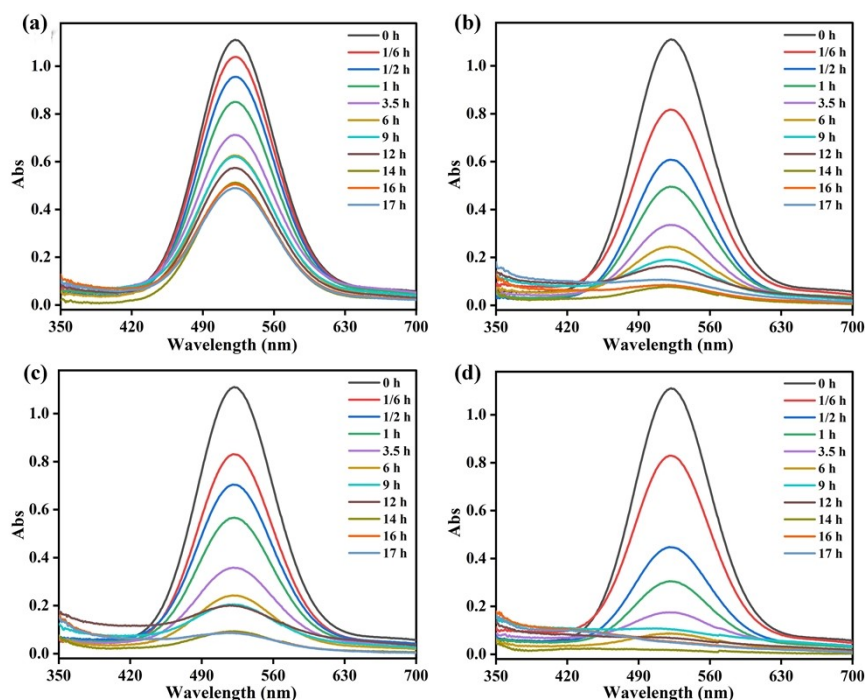 (a)
0 h
1/6 h
1/2 h
1 h
3.5 h
6 h
9 h
12 h
14 h
16 h
17 h
1.0
0.8
0.6
0.4
0.2
0.0
Abs
350 420 490 560 630 700
Wavelength (nm)
(b)
0 h
1/6 h
1/2 h
1 h
3.5 h
6 h
9 h
12 h
14 h
16 h
17 h
1.0
0.8
0.6
0.4
0.2
0.0
Abs
350 420 490 560 630 700
Wavelength (nm)
(c)
0 h
1/6 h
1/2 h
1 h
3.5 h
6 h
9 h
12 h
14 h
16 h
17 h
1.0
0.8
0.6
0.4
0.2
0.0
Abs
350 420 490 560 630 700
Wavelength (nm)
(d)
0 h
1/6 h
1/2 h
1 h
3.5 h
6 h
9 h
12 h
14 h
16 h
17 h
1.0
0.8
0.6
0.4
0.2
0.0
Abs
350 420 490 560 630 700
Wavelength (nm)